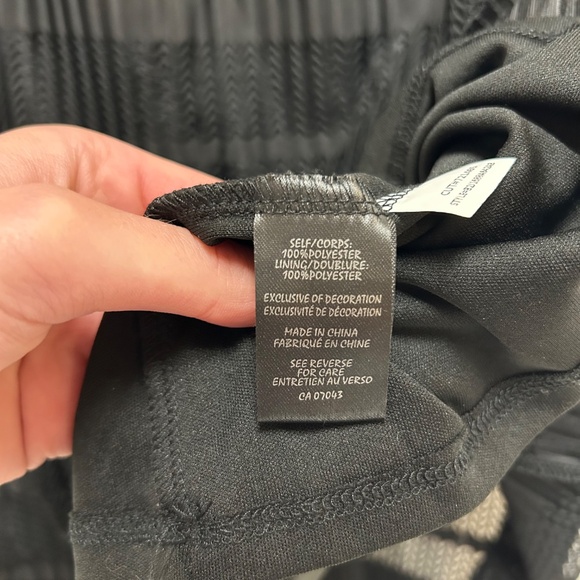 SELF/CORPS:
100%POLYESTER
LINING/DOUBLURE:
100%POLYESTER
EXCLUSIVE OF DECORATION
EXCLUSIVITÉ DE DÉCORATION
MADE IN CHINA
FABRIQUÉ EN CHINE
SEE REVERSE
FOR CARE
ENTRETIEN AU VERSO
CA 07043